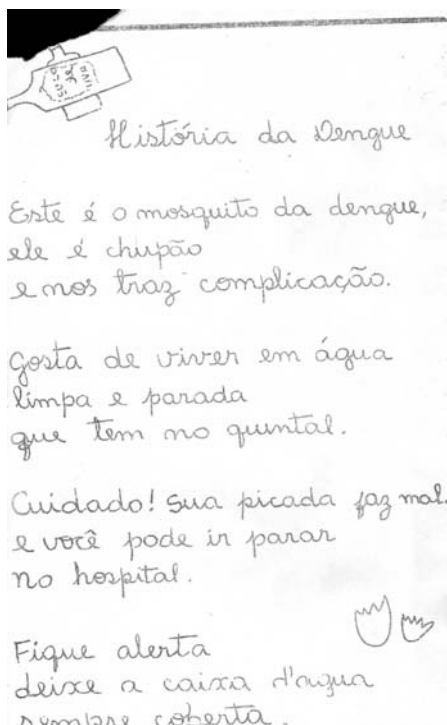 História da Dengue
Este é o mosquito da dengue,
ele é chupão
e nos traz complicação.
Gosta de viver em água
limpa e parada
que tem no quintal.
Cuidado! Sua picada faz mal.
e você pode ir parar
no hospital.
Fique alerta
deixe a caixa d'água
sempre coberta.